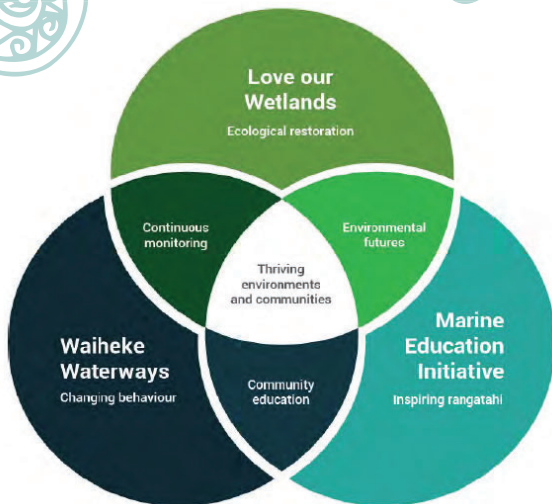 Love our
Wetlands
Ecological restoration
Continuous
monitoring
Environmental
futures
Thriving
environments
and communities
Waiheke
Waterways
Changing behaviour
Marine
Education
Initiative
Inspiring rangatahi
Community
education